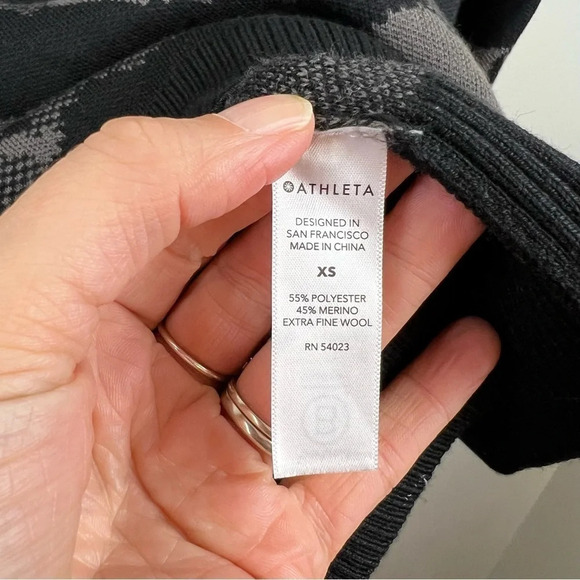 ATHLETA
DESIGNED IN
SAN FRANCISCO
MADE IN CHINA
XS
55% POLYESTER
45% MERINO
EXTRA FINE WOOL
RN 54023
B